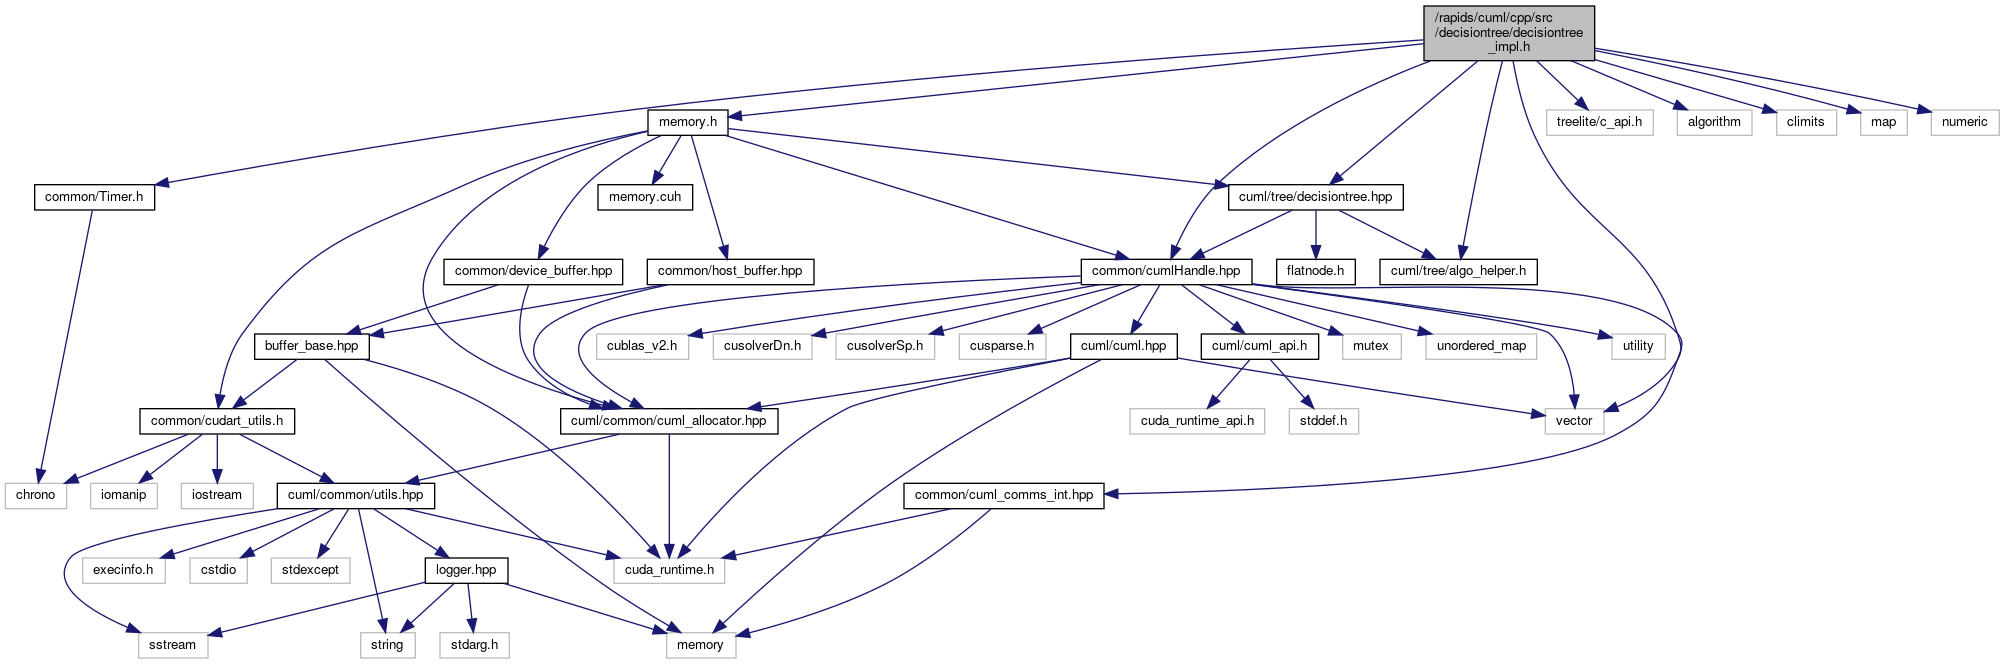 /rapids/cuml/cpp/src
/decisiontree/decisiontree
_impl.h
memory.h
treelite/c_api.h
algorithm
climits
map
numeric
common/Timer.h
memory.cuh
cuml/tree/decisiontree.hpp
common/device_buffer.hpp
common/host_buffer.hpp
common/cumlHandle.hpp
flatnode.h
cuml/tree/algo_helper.h
buffer_base.hpp
cublas_v2.h
cusolverDn.h
cusolverSp.h
cusparse.h
cuml/cuml.hpp
cuml/cuml_api.h
mutex
unordered_map
utility
common/cudart_utils.h
cuml/common/cuml_allocator.hpp
cuda_runtime_api.h
stddef.h
vector
chrono
iomanip
iostream
cuml/common/utils.hpp
common/cuml_comms_int.hpp
execinfo.h
cstdio
stdexcept
logger.hpp
cuda_runtime.h
sstream
string
stdarg.h
memory